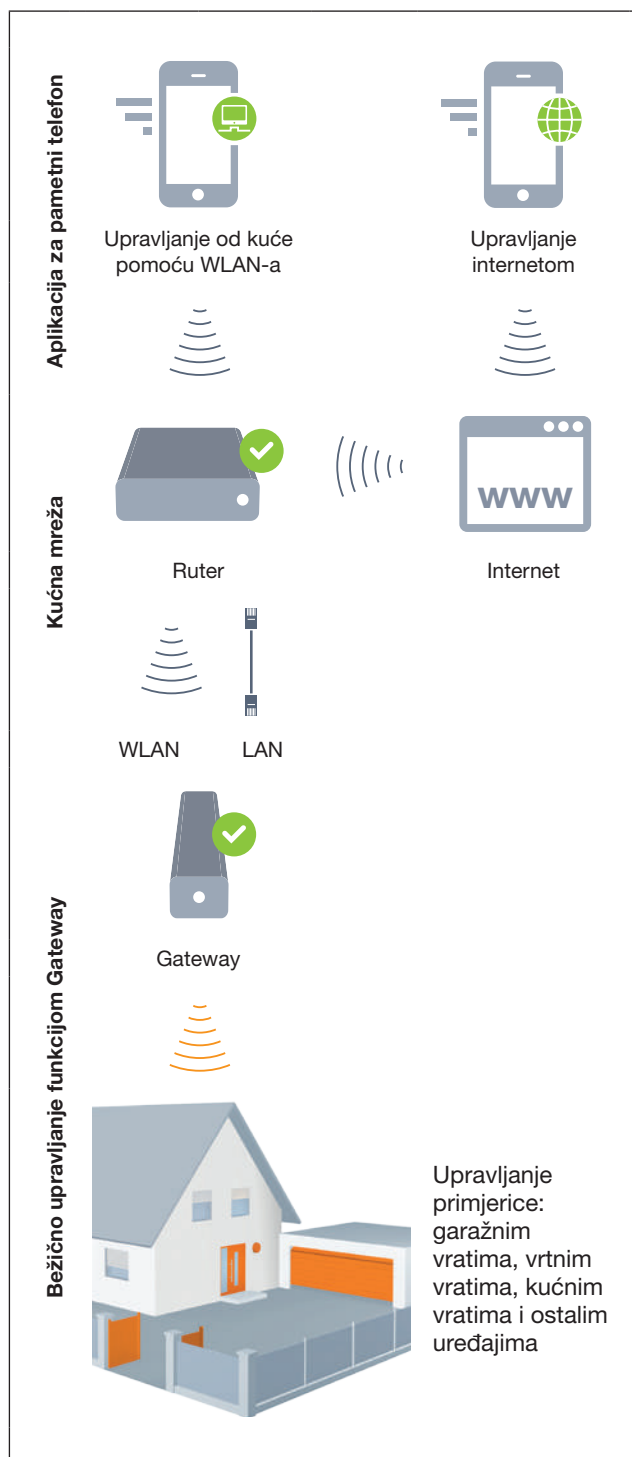 Aplikacija za pametni telefon
Upravljanje od kuće
pomoću WLAN-a
Upravljanje
internetom
Kućna mreža
www
Ruter
Internet
WLAN
LAN
Bežično upravljanje funkcijom Gateway
Gateway
Upravljanje
primjerice:
garažnim
vratima, vrtnim
vratima, kućnim
vratima i ostalim
uređajima